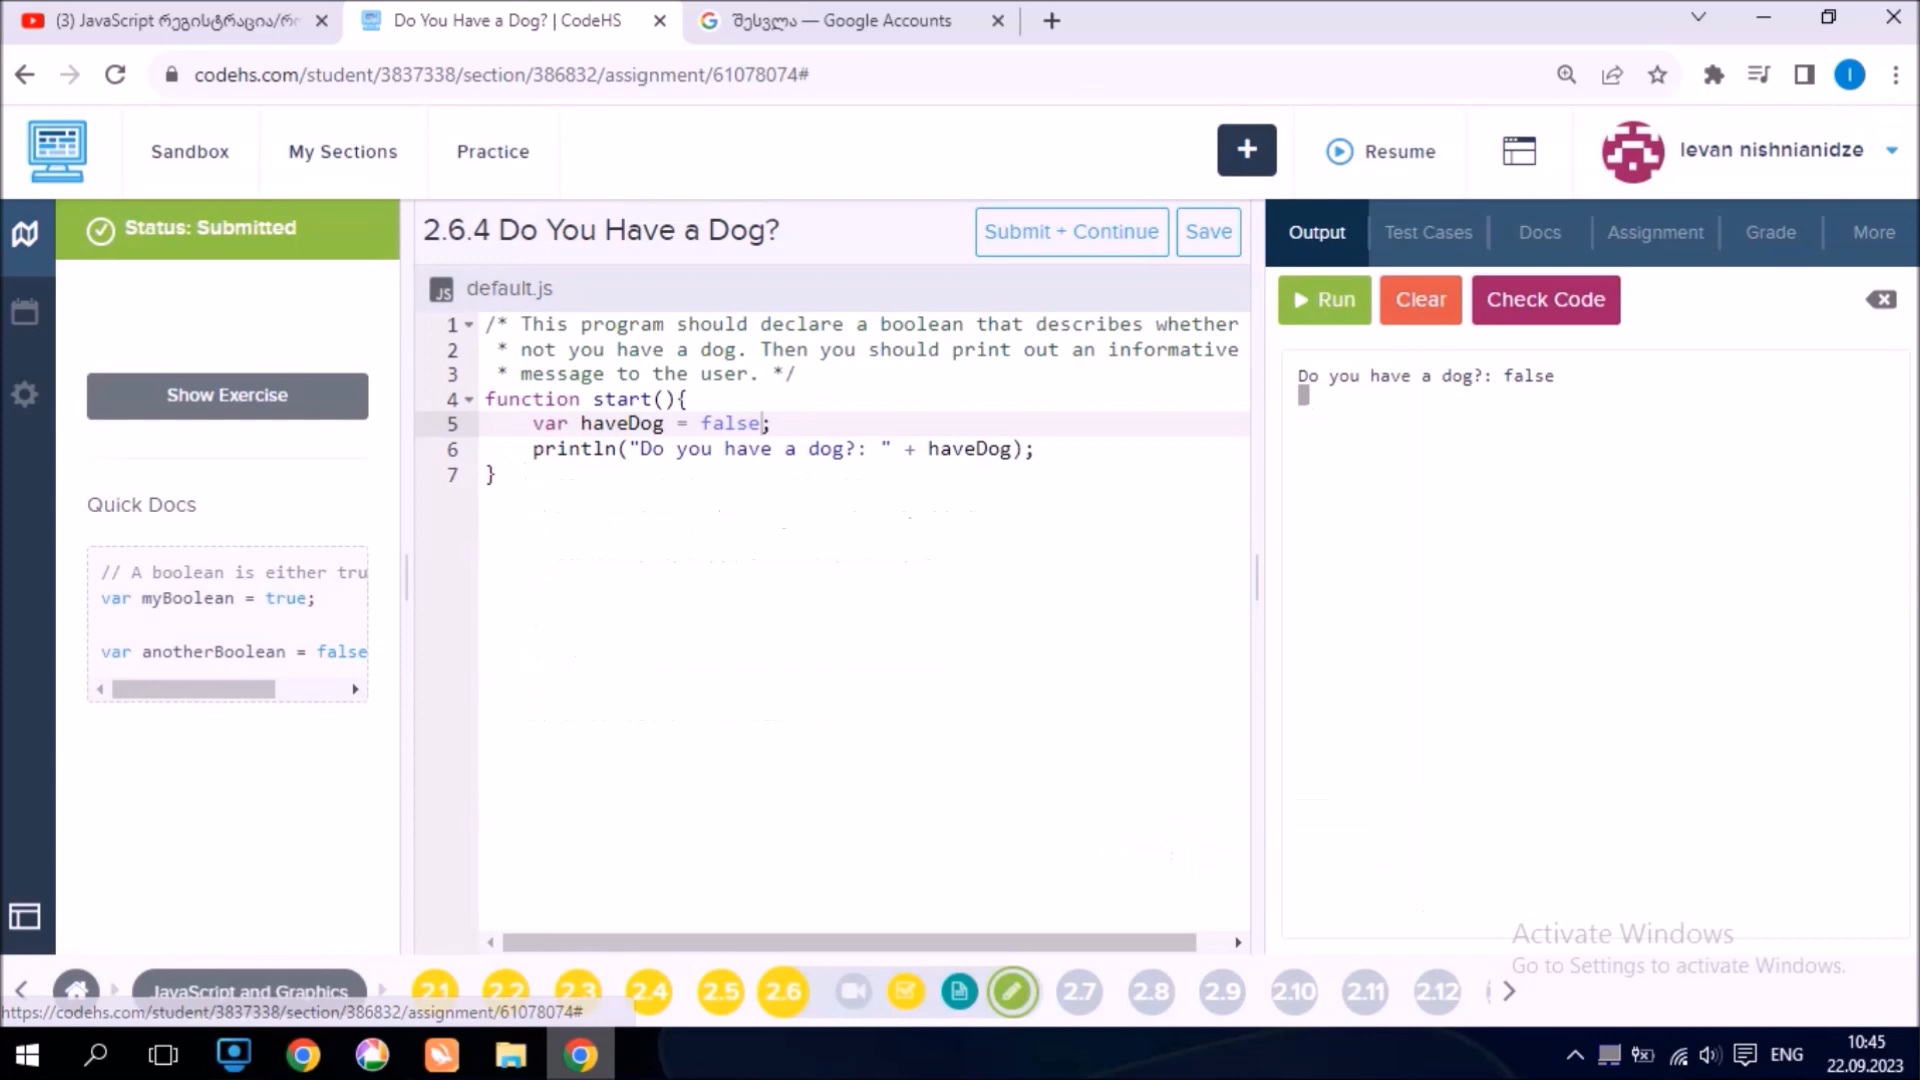 (3) JavaScript რეგისტრაცია/რ
Do You Have a Dog? | CodeHS
შესვლა — Google Accounts
codehs.com/student/3837338/section/386832/assignment/61078074#
Sandbox
My Sections
Practice
+
Resume
levan nishnianidze
Status: Submitted
2.6.4 Do You Have a Dog?
Submit + Continue
Save
Output
Test Cases
Docs
Assignment
Grade
More
JS default.js
Run
Clear
Check Code
Show Exercise
Quick Docs
// A boolean is either tru
var myBoolean = true;
var anotherBoolean = false
1 /* This program should declare a boolean that describes whether
2 * not you have a dog. Then you should print out an informative
3 * message to the user. */
4 function start(){
5 var haveDog = false;
6 println("Do you have a dog?: " + haveDog);
7 }
Do you have a dog?: false
Activate Windows
Go to Settings to activate Windows.
JavaScript and Graphics
2.1
2.2
2.3
2.4
2.5
2.6
2.7
2.8
2.9
2.10
2.11
2.12
https://codehs.com/student/3837338/section/386832/assignment/61078074#
ENG
10:45
22.09.2023